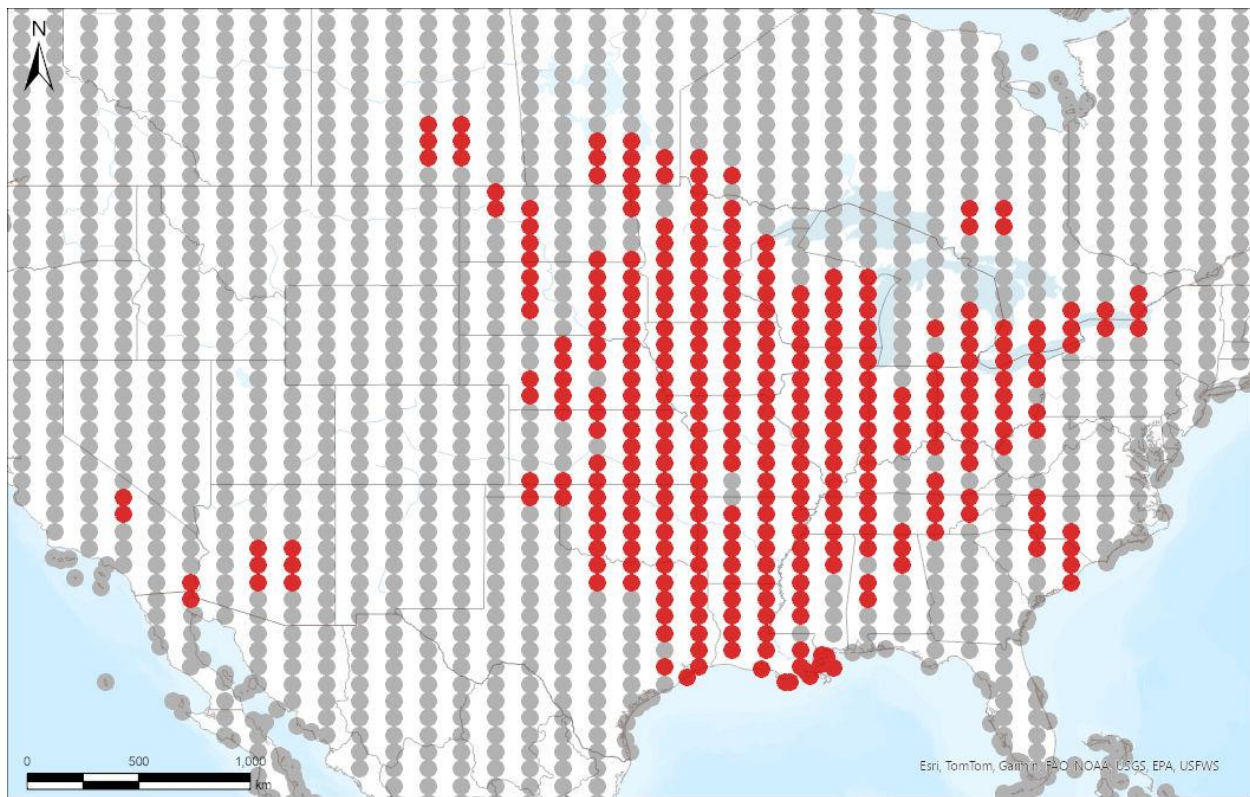 N
0 500 1,000
km
Esri, TomTom, Garmin, FAO, NOAA, USGS, EPA, USFWS